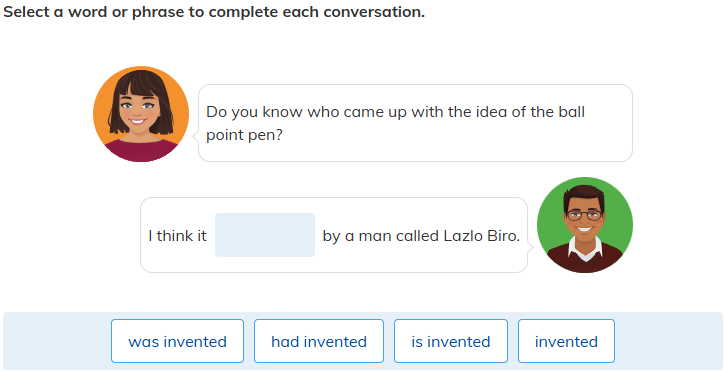 Select a word or phrase to complete each conversation.
Do you know who came up with the idea of the ball
point pen?
I think it by a man called Lazlo Biro.
was invented had invented is invented invented